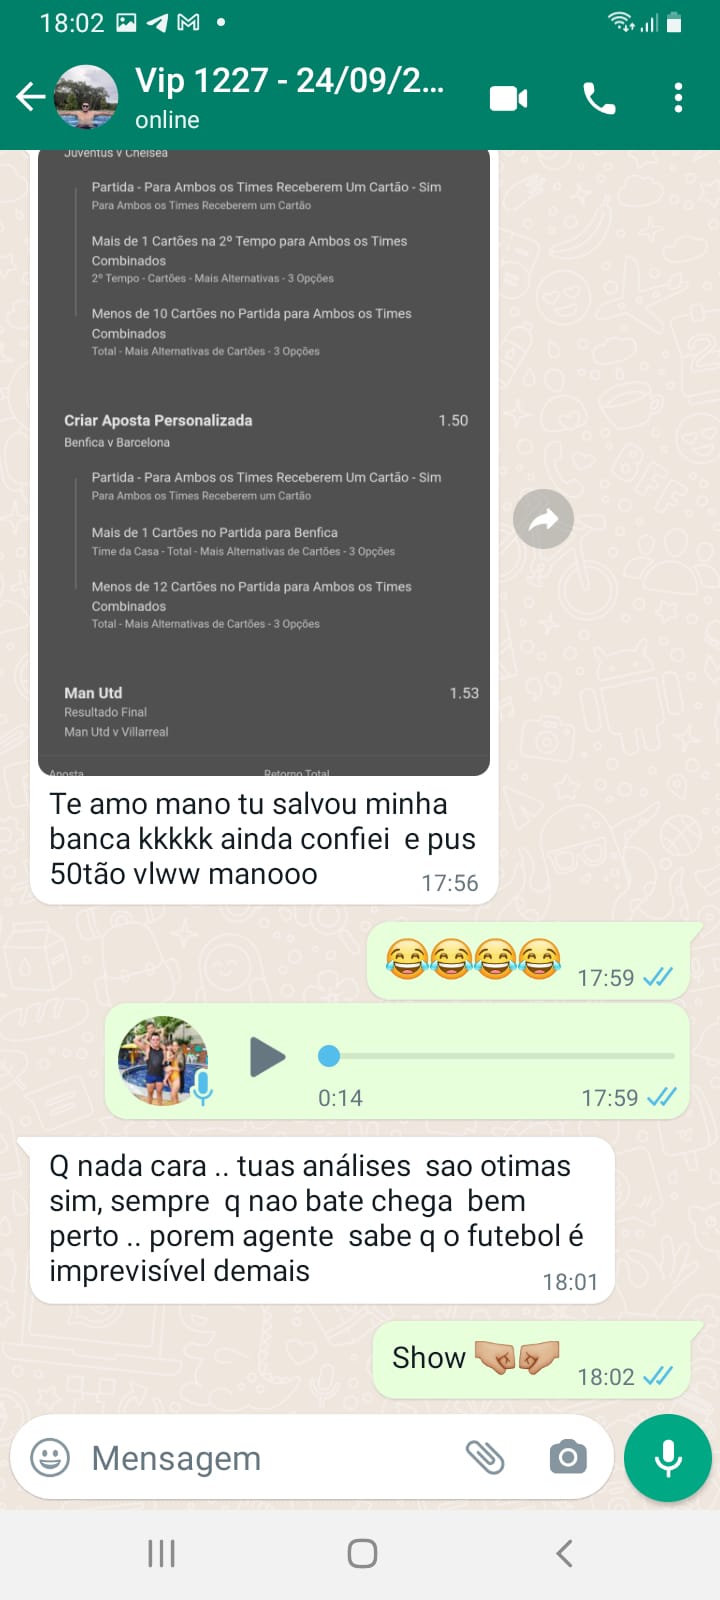 18:02
Vip 1227 - 24/09/2...
online
Juventus v Chelsea
Partida - Para Ambos os Times Receberem Um Cartão - Sim
Para Ambos os Times Receberem um Cartão
Mais de 1 Cartões na 2º Tempo para Ambos os Times
Combinados
2º Tempo - Cartões - Mais Alternativas - 3 Opções
Menos de 10 Cartões no Partida para Ambos os Times
Combinados
Total - Mais Alternativas de Cartões - 3 Opções
Criar Aposta Personalizada 1.50
Benfica v Barcelona
Partida - Para Ambos os Times Receberem Um Cartão - Sim
Para Ambos os Times Receberem um Cartão
Mais de 1 Cartões no Partida para Benfica
Time da Casa - Total - Mais Alternativas de Cartões - 3 Opções
Menos de 12 Cartões no Partida para Ambos os Times
Combinados
Total - Mais Alternativas de Cartões - 3 Opções
Man Utd 1.53
Resultado Final
Man Utd v Villarreal
Aposta Retorno Total
Te amo mano tu salvou minha
banca kkkkk ainda confiei e pus
50tão vlww manooo 17:56
😂😂😂😂 17:59
0:14 17:59
Q nada cara .. tuas análises sao otimas
sim, sempre q nao bate chega bem
perto .. porem agente sabe q o futebol é
imprevisível demais 18:01
Show 🤜🏼🤛🏼 18:02
Mensagem